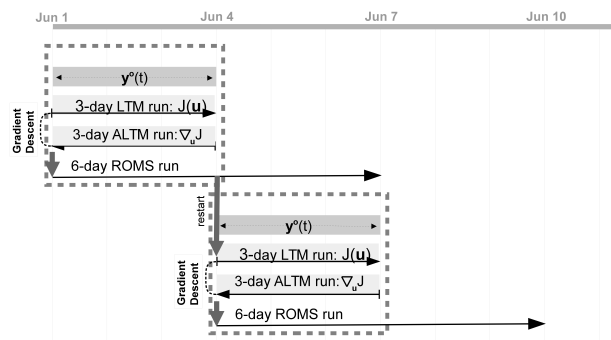 Jun 1 Jun 4 Jun 7 Jun 10
yº(t)
3-day LTM run: J(u)
Gradient
Descent
3-day ALTM run:∇uJ
6-day ROMS run
restart
yº(t)
3-day LTM run: J(u)
Gradient
Descent
3-day ALTM run:∇uJ
6-day ROMS run